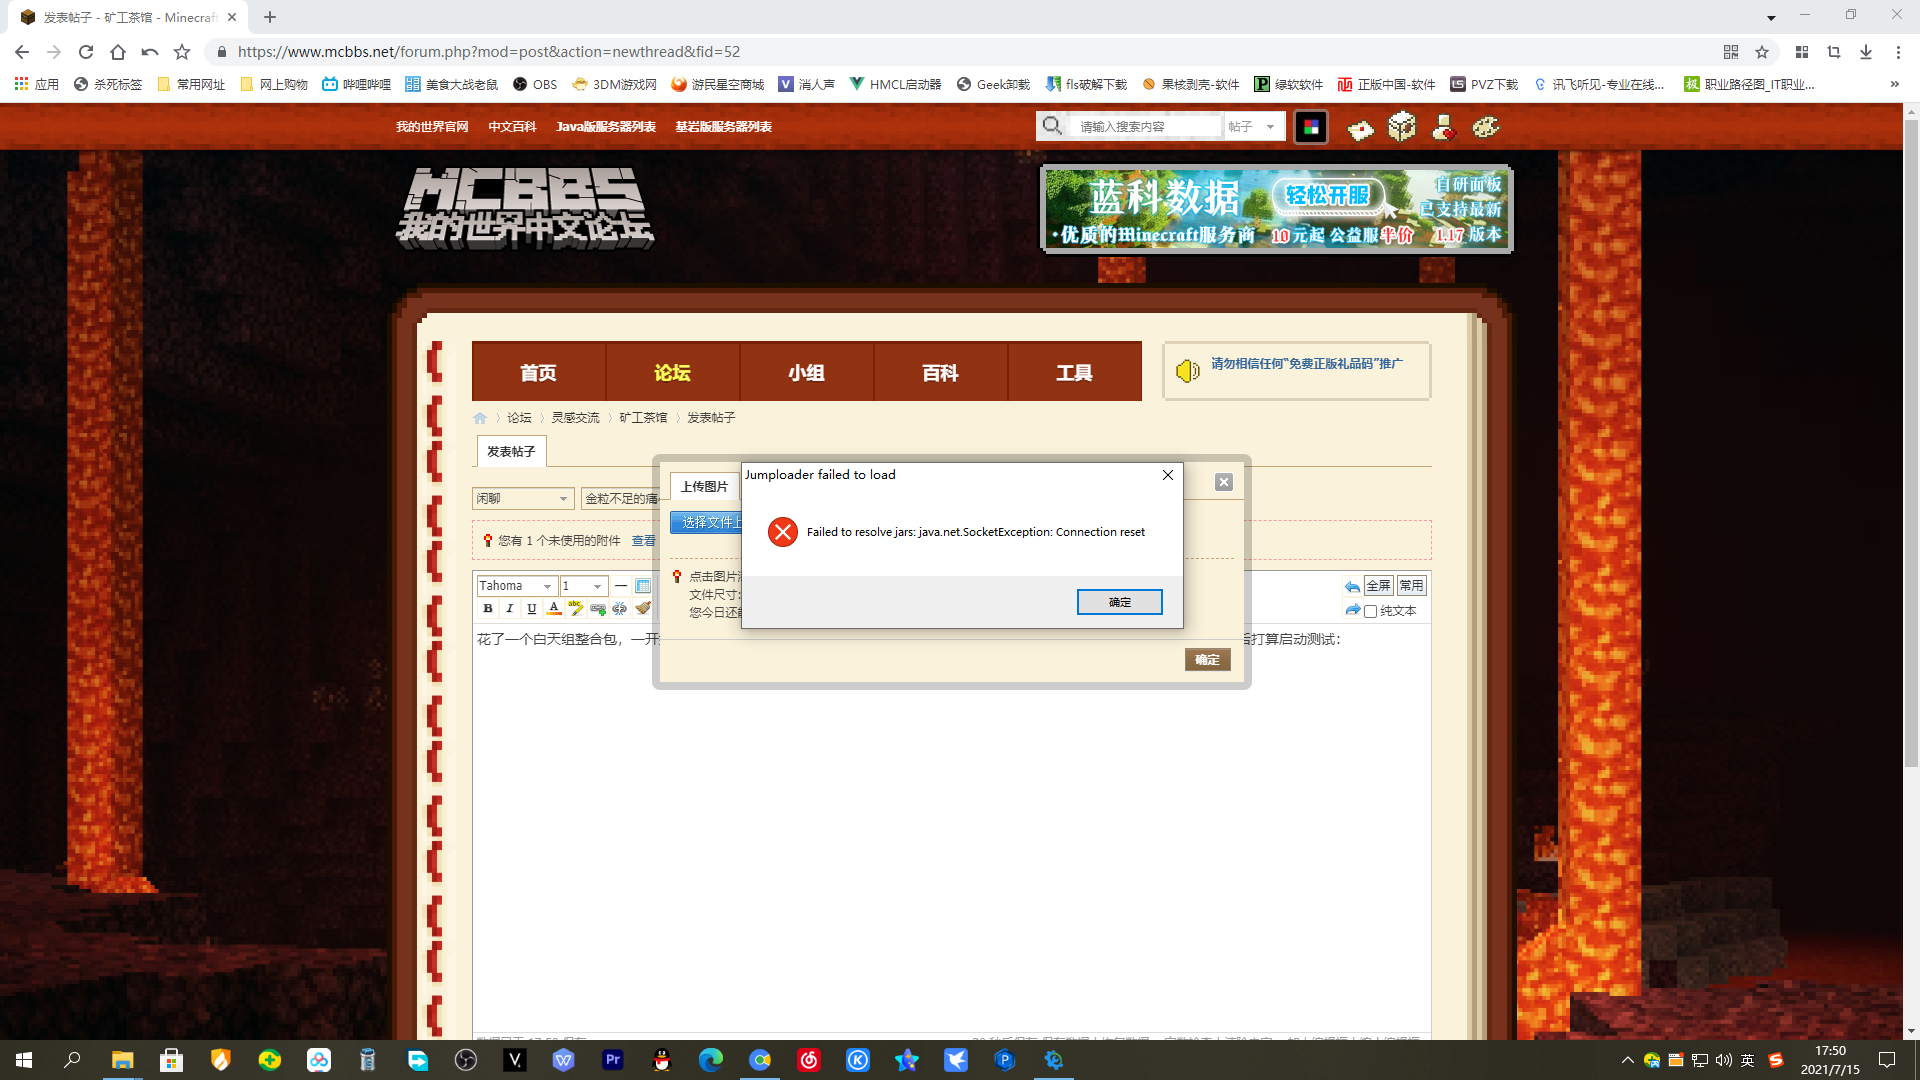 发表帖子 - 矿工茶馆 - Minecraft
https://www.mcbbs.net/forum.php?mod=post&action=newthread&fid=52
应用 杀死标签 常用网址 网上购物 哔哩哔哩 美食大战老鼠 OBS 3DM游戏网 游民星空商城 消人声 HMCL启动器 Geek卸载 fls破解下载 果核剥壳-软件 绿软软件 正版中国-软件 PVZ下载 讯飞听见-专业在线... 职业路径图_IT职业...
我的世界官网 中文百科 Java版服务器列表 基岩版服务器列表
请输入搜索内容 帖子
MCBBS
我的世界中文论坛
蓝科数据 轻松开服 自研面板
已支持最新
·优质的Minecraft服务商 10元起 公益服半价 1.17 版本
首页 论坛 小组 百科 工具
请勿相信任何“免费正版礼品码”推广
论坛 灵感交流 矿工茶馆 发表帖子
发表帖子
闲聊 金粒不足的痛
您有 1 个未使用的附件 查看
上传图片
选择文件上
点击图片
文件尺寸:
您今日还
确定
Jumploader failed to load
Failed to resolve jars: java.net.SocketException: Connection reset
确定
Tahoma 1 全屏 常用
B I U A 纯文本
花了一个白天组整合包，一开 后打算启动测试：
17:50
英
2021/7/15